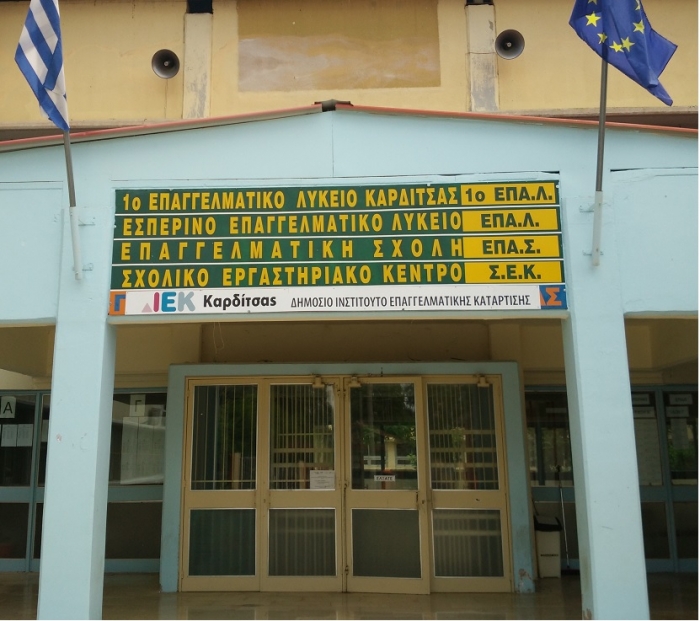 1ο ΕΠΑΓΓΕΛΜΑΤΙΚΟ ΛΥΚΕΙΟ ΚΑΡΔΙΤΣΑΣ 1ο ΕΠΑ.Λ.
ΕΣΠΕΡΙΝΟ ΕΠΑΓΓΕΛΜΑΤΙΚΟ ΛΥΚΕΙΟ ΕΠΑ.Λ.
ΕΠΑΓΓΕΛΜΑΤΙΚΗ ΣΧΟΛΗ ΕΠΑ.Σ.
ΣΧΟΛΙΚΟ ΕΡΓΑΣΤΗΡΙΑΚΟ ΚΕΝΤΡΟ Σ.Ε.Κ.
ΔΙΕΚ Καρδίτσας ΔΗΜΟΣΙΟ ΙΝΣΤΙΤΟΥΤΟ ΕΠΑΓΓΕΛΜΑΤΙΚΗΣ ΚΑΤΑΡΤΙΣΗΣ
Α Γ